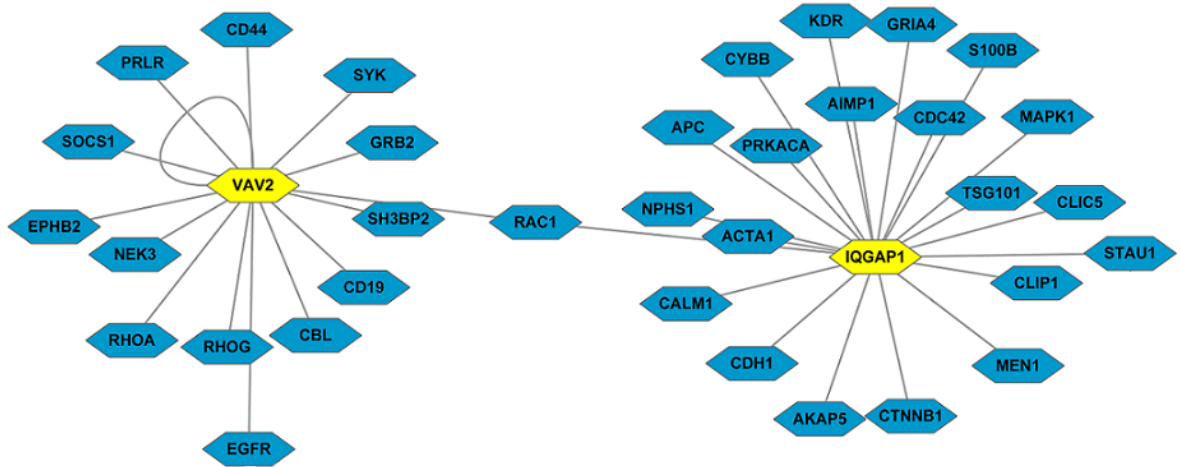 KDR
GRIA4
CD44
S100B
PRLR
CYBB
SYK
AIMP1
CDC42
MAPK1
APC
SOCS1
GRB2
PRKACA
VAV2
TSG101
CLIC5
NPHS1
SH3BP2
RAC1
EPHB2
ACTA1
NEK3
IQGAP1
STAU1
CLIP1
CD19
CALM1
CBL
RHOA
RHOG
CDH1
MEN1
AKAP5
CTNNB1
EGFR